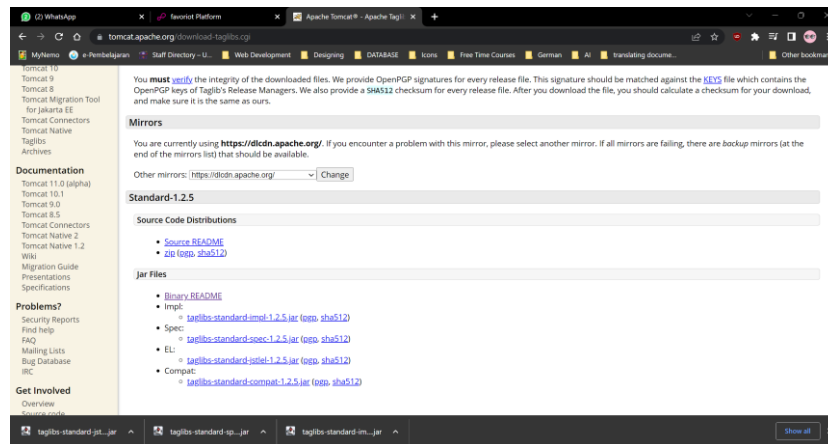 (2) WhatsApp
favoriot Platform
Apache Tomcat® - Apache Tagli
tomcat.apache.org/download-taglibs.cgi
MyNemo
e-Pembelajaran
Staff Directory – U...
Web Development
Designing
DATABASE
Icons
Free Time Courses
German
AI
translating docume...
Other bookmar
Tomcat 10
Tomcat 9
Tomcat 8
Tomcat Migration Tool
for Jakarta EE
Tomcat Connectors
Tomcat Native
Taglibs
Archives
Documentation
Tomcat 11.0 (alpha)
Tomcat 10.1
Tomcat 9.0
Tomcat 8.5
Tomcat Connectors
Tomcat Native 2
Tomcat Native 1.2
Wiki
Migration Guide
Presentations
Specifications
Problems?
Security Reports
Find help
FAQ
Mailing Lists
Bug Database
IRC
Get Involved
Overview
Source code
You must verify the integrity of the downloaded files. We provide OpenPGP signatures for every release file. This signature should be matched against the KEYS file which contains the
OpenPGP keys of Taglib's Release Managers. We also provide a SHA512 checksum for every release file. After you download the file, you should calculate a checksum for your download,
and make sure it is the same as ours.
Mirrors
You are currently using https://dlcdn.apache.org/. If you encounter a problem with this mirror, please select another mirror. If all mirrors are failing, there are backup mirrors (at the
end of the mirrors list) that should be available.
Other mirrors: https://dlcdn.apache.org/ Change
Standard-1.2.5
Source Code Distributions
Source README
zip (pgp, sha512)
Jar Files
Binary README
Impl:
taglibs-standard-impl-1.2.5.jar (pgp, sha512)
Spec:
taglibs-standard-spec-1.2.5.jar (pgp, sha512)
EL:
taglibs-standard-jstlel-1.2.5.jar (pgp, sha512)
Compat:
taglibs-standard-compat-1.2.5.jar (pgp, sha512)
taglibs-standard-jst....jar
taglibs-standard-sp....jar
taglibs-standard-im....jar
Show all